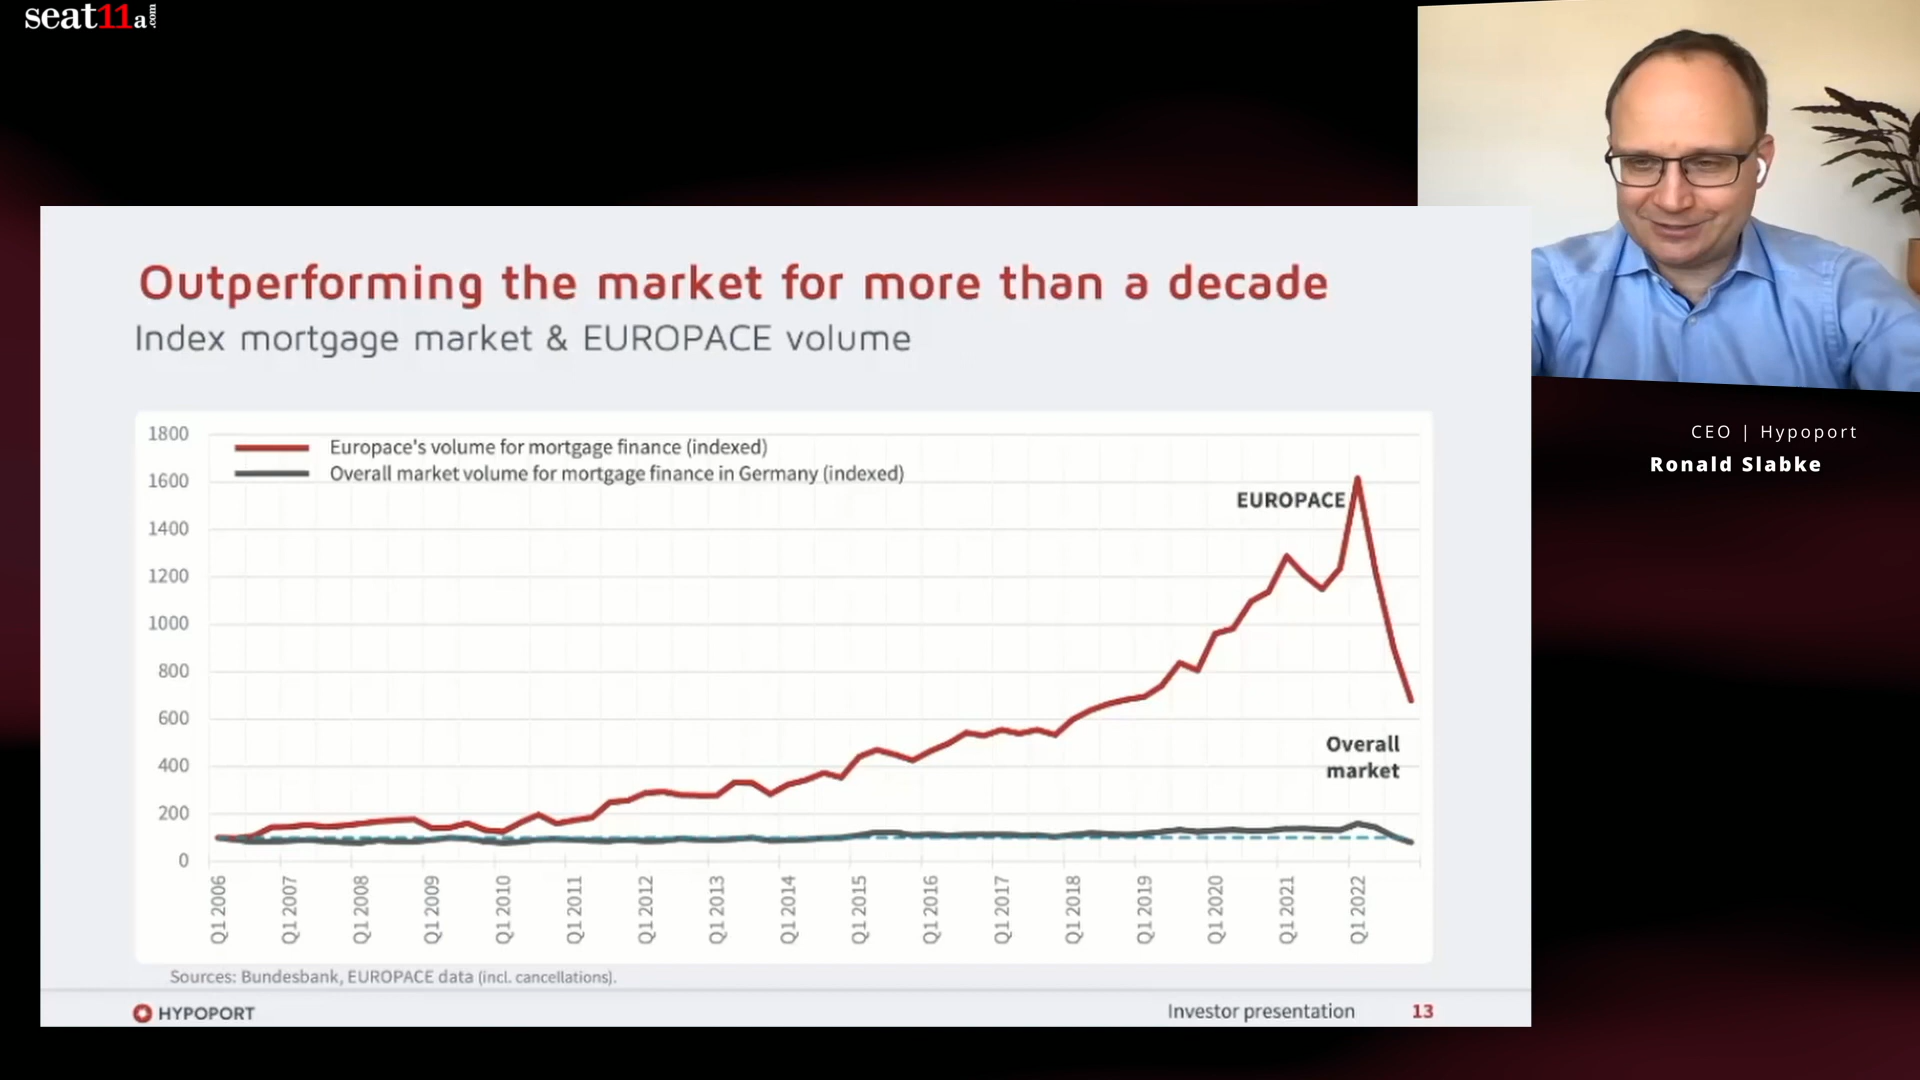 seat11a.com
Outperforming the market for more than a decade
Index mortgage market & EUROPACE volume
1800
1600
1400
1200
1000
800
600
400
200
0
Europace's volume for mortgage finance (indexed)
Overall market volume for mortgage finance in Germany (indexed)
EUROPACE
Overall
market
Q1 2006
Q1 2007
Q1 2008
Q1 2009
Q1 2010
Q1 2011
Q1 2012
Q1 2013
Q1 2014
Q1 2015
Q1 2016
Q1 2017
Q1 2018
Q1 2019
Q1 2020
Q1 2021
Q1 2022
Sources: Bundesbank, EUROPACE data (incl. cancellations).
HYPOPORT
Investor presentation 13
CEO | Hypoport
Ronald Slabke